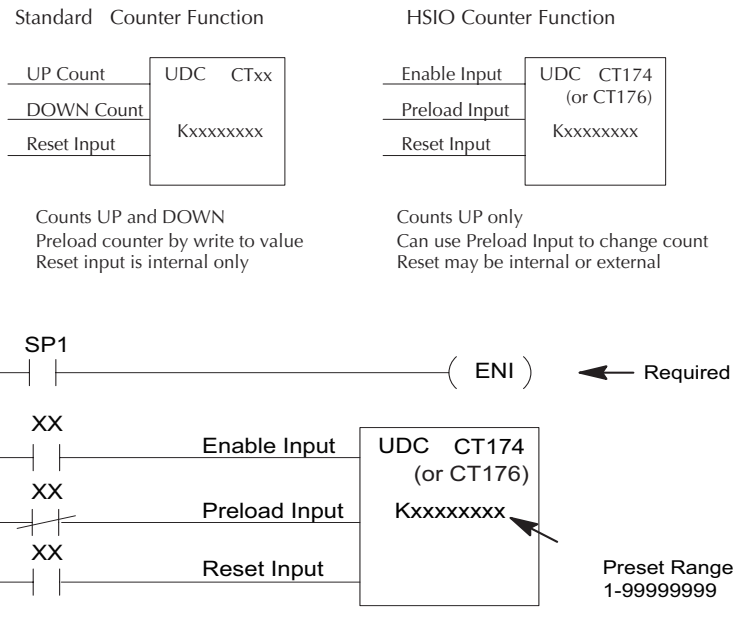 Standard Counter Function
UP Count
DOWN Count
Reset Input
UDC CTxx
Kxxxxxxxx
Counts UP and DOWN
Preload counter by write to value
Reset input is internal only
HSIO Counter Function
Enable Input
Preload Input
Reset Input
UDC CT174
(or CT176)
Kxxxxxxxx
Counts UP only
Can use Preload Input to change count
Reset may be internal or external
SP1
ENI
Required
XX
Enable Input
XX
Preload Input
XX
Reset Input
UDC CT174
(or CT176)
Kxxxxxxxx
Preset Range
1-99999999